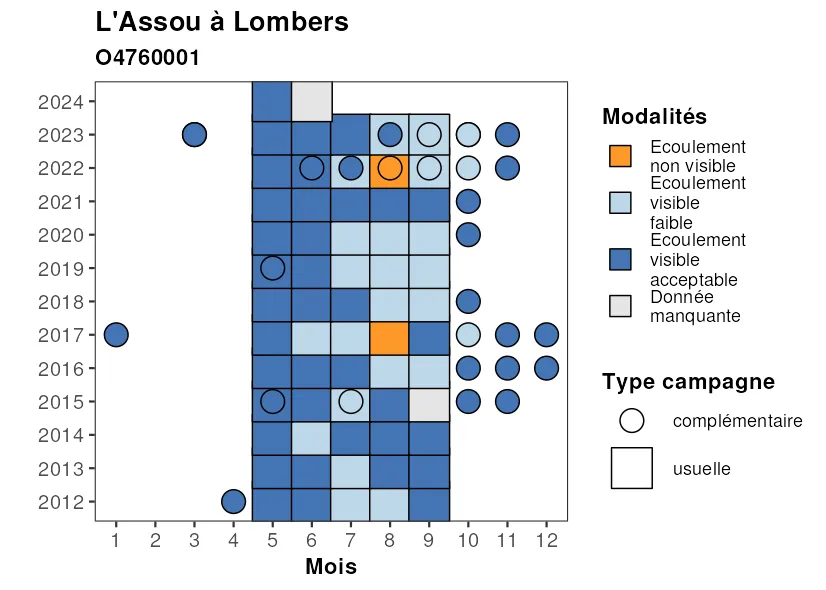 L'Assou à Lombers
O4760001
2024
2023
2022
2021
2020
2019
2018
2017
2016
2015
2014
2013
2012
1 2 3 4 5 6 7 8 9 10 11 12
Mois
Modalités
Ecoulement
non visible
Ecoulement
visible
faible
Ecoulement
visible
acceptable
Donnée
manquante
Type campagne
complémentaire
usuelle